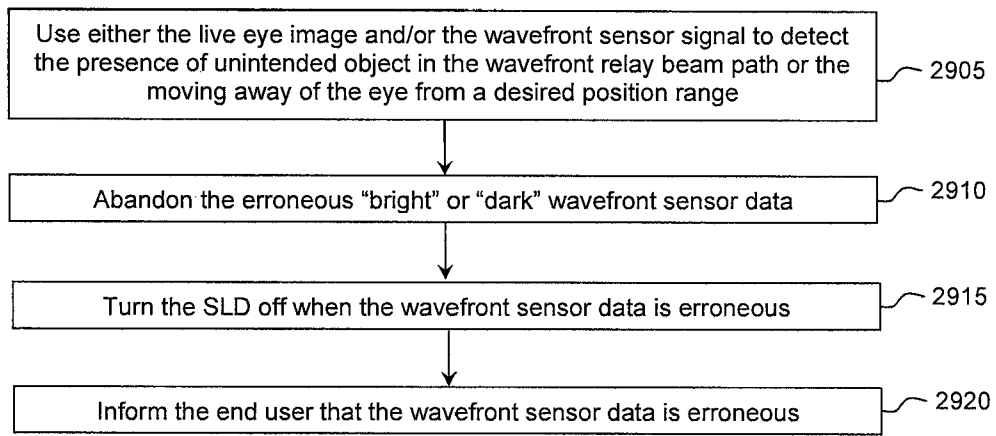 Use either the live eye image and/or the wavefront sensor signal to detect
the presence of unintended object in the wavefront relay beam path or the
moving away of the eye from a desired position range
2905
Abandon the erroneous “bright” or “dark” wavefront sensor data
2910
Turn the SLD off when the wavefront sensor data is erroneous
2915
Inform the end user that the wavefront sensor data is erroneous
2920